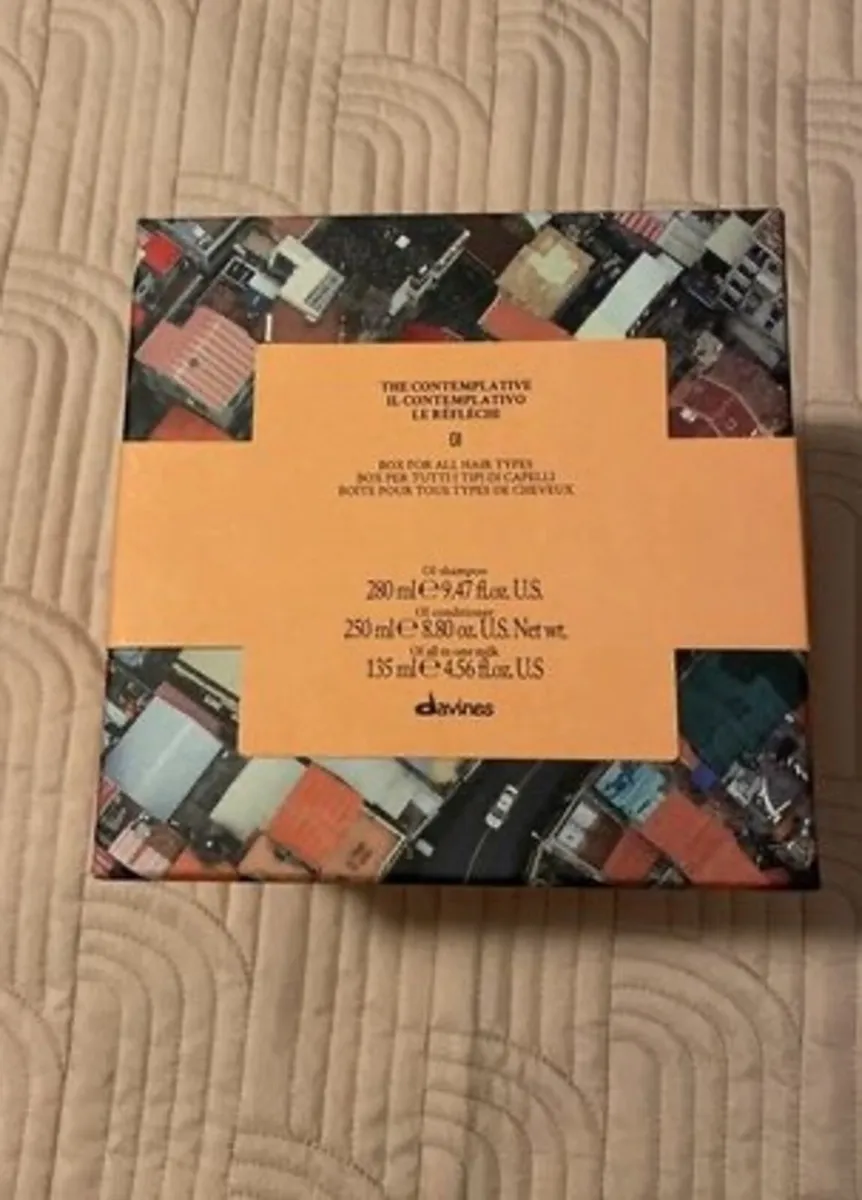 THE CONTEMPLATIVE
IL CONTEMPLATIVO
LE RÉFLÉCHI
OI
BOX FOR ALL HAIR TYPES
BOX PER TUTTI I TIPI DI CAPELLI
BOITE POUR TOUS TYPES DE CHEVEUX
OI shampoo
280 ml ℮ 9.47 fl.oz. U.S.
OI conditioner
250 ml ℮ 8.80 oz. U.S. Net wt.
OI all in one milk
135 ml ℮ 4.56 fl.oz. U.S
davines